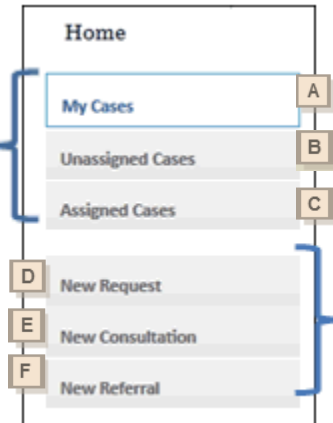 Home
My Cases A
Unassigned Cases B
Assigned Cases C
D New Request
E New Consultation
F New Referral